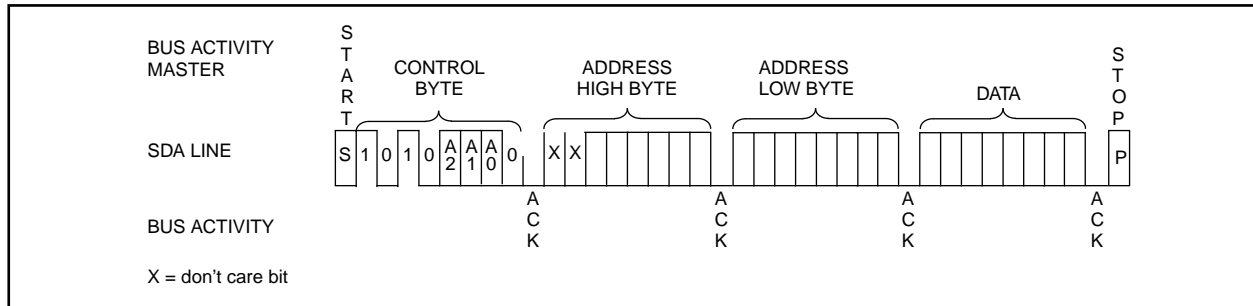 BUS ACTIVITY
MASTER
START
CONTROL
BYTE
ADDRESS
HIGH BYTE
ADDRESS
LOW BYTE
DATA
STOP
SDA LINE
S 1 0 1 0 A2 A1 A0 0 X X P
BUS ACTIVITY
ACK ACK ACK ACK
X = don't care bit